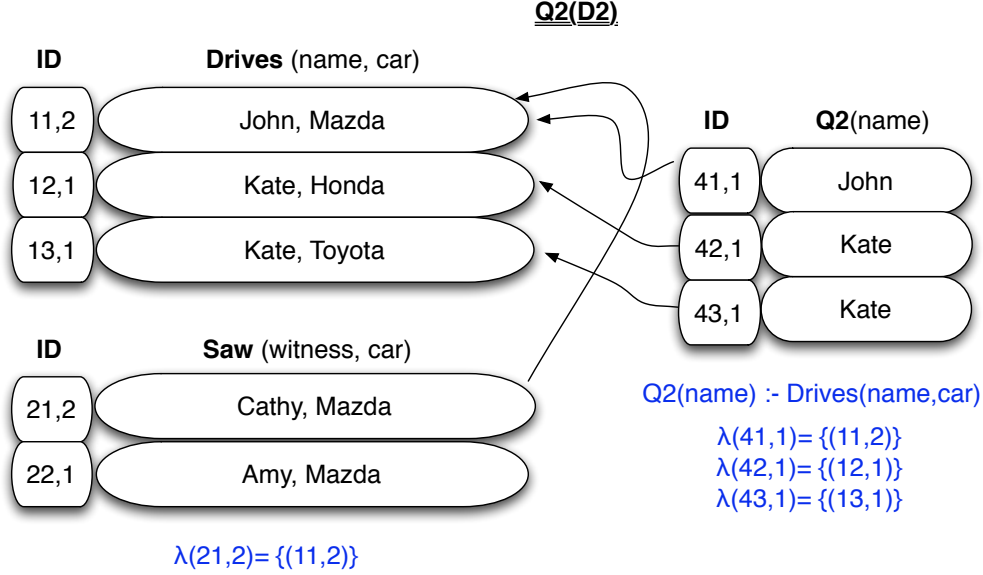 Q2(D2)
ID Drives (name, car)
11,2 John, Mazda
12,1 Kate, Honda
13,1 Kate, Toyota
ID Q2(name)
41,1 John
42,1 Kate
43,1 Kate
ID Saw (witness, car)
21,2 Cathy, Mazda
22,1 Amy, Mazda
λ(21,2)= {(11,2)}
Q2(name) :- Drives(name,car)
λ(41,1)= {(11,2)}
λ(42,1)= {(12,1)}
λ(43,1)= {(13,1)}